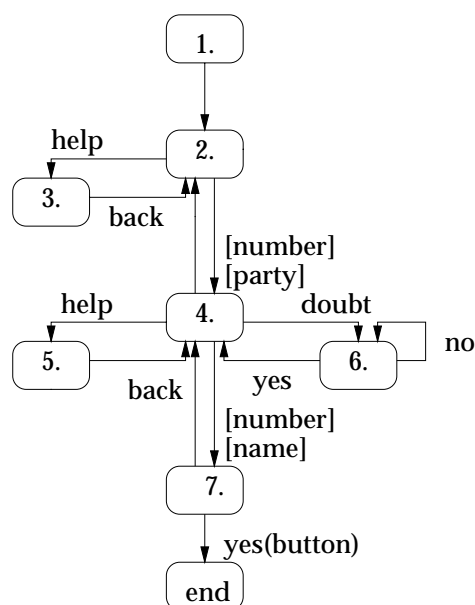 1.
help
2.
3.
back
[number]
[party]
help
4.
doubt
5.
6.
no
back
yes
[number]
[name]
7.
yes(button)
end